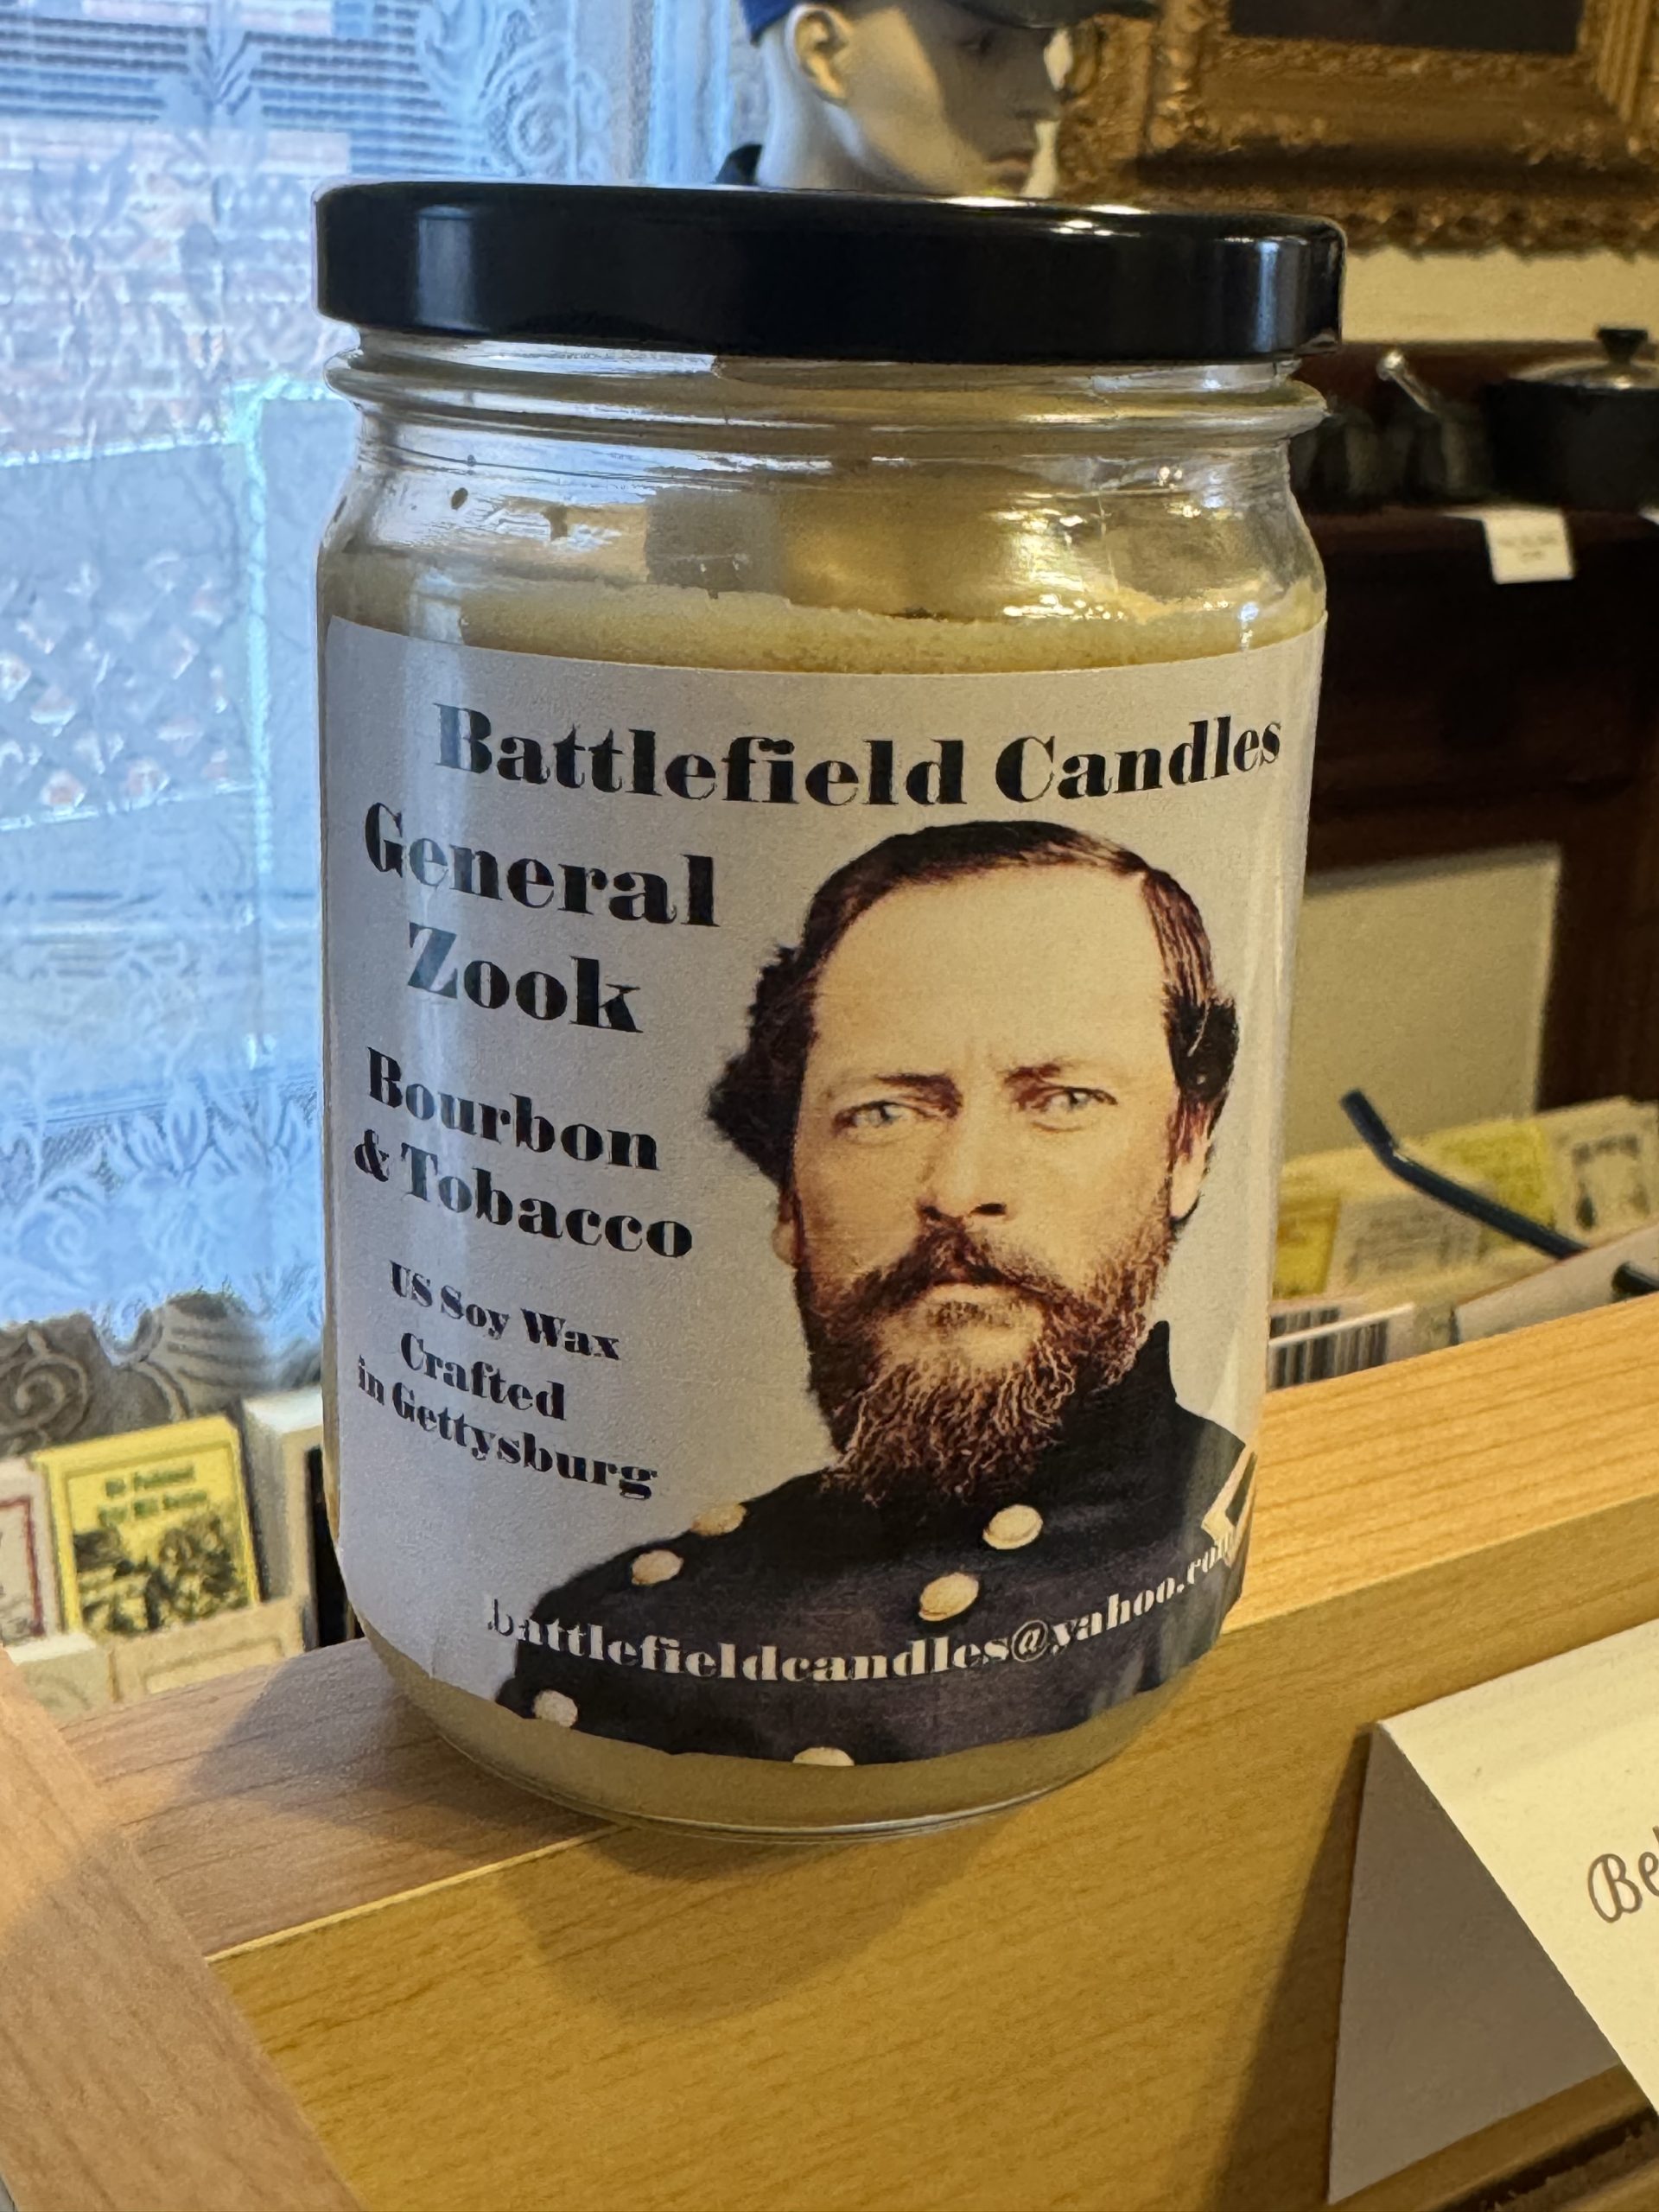 Battlefield Candles
General
Zook
Bourbon
& Tobacco
US Soy Wax
Crafted
in Gettysburg
battlefieldcandles@yahoo.com